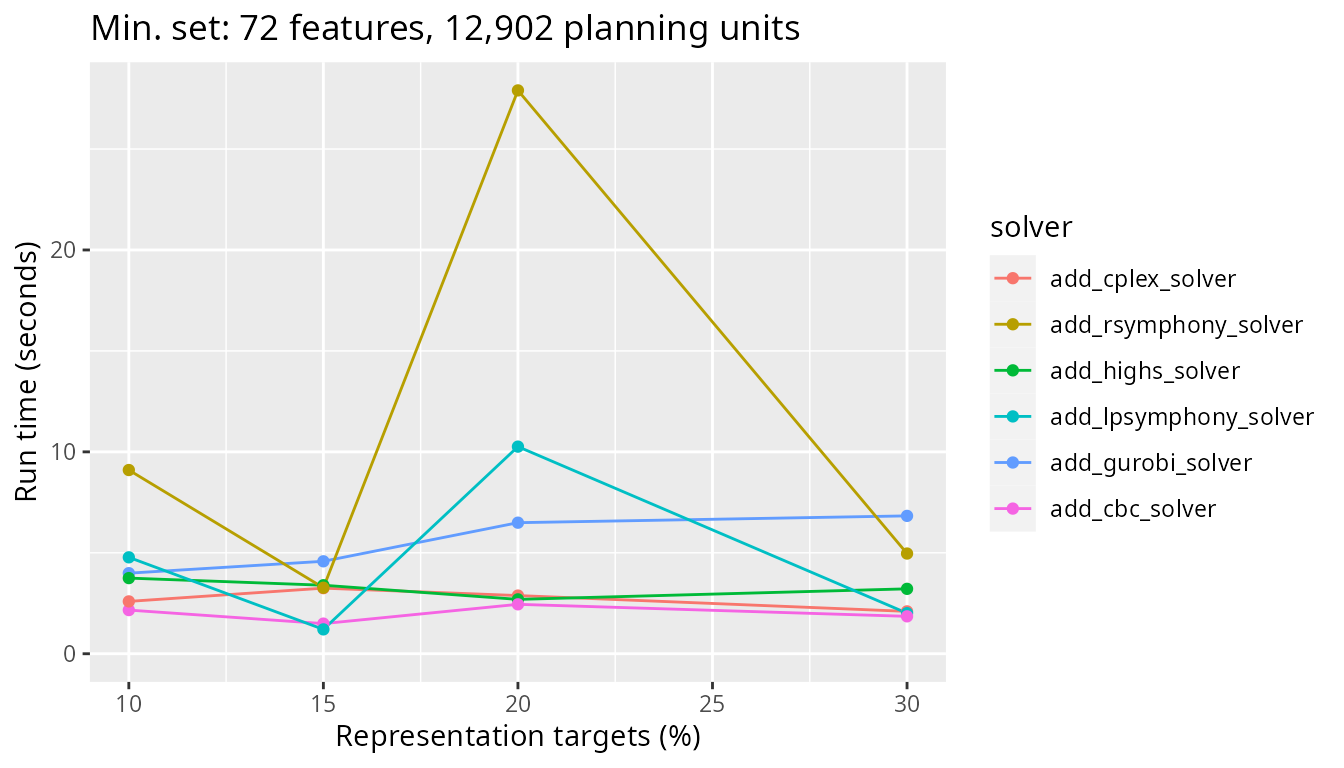 Min. set: 72 features, 12,902 planning units
Run time (seconds)
20
10
0
10 15 20 25 30
Representation targets (%)
solver
add_cplex_solver
add_rsymphony_solver
add_highs_solver
add_lpsymphony_solver
add_gurobi_solver
add_cbc_solver